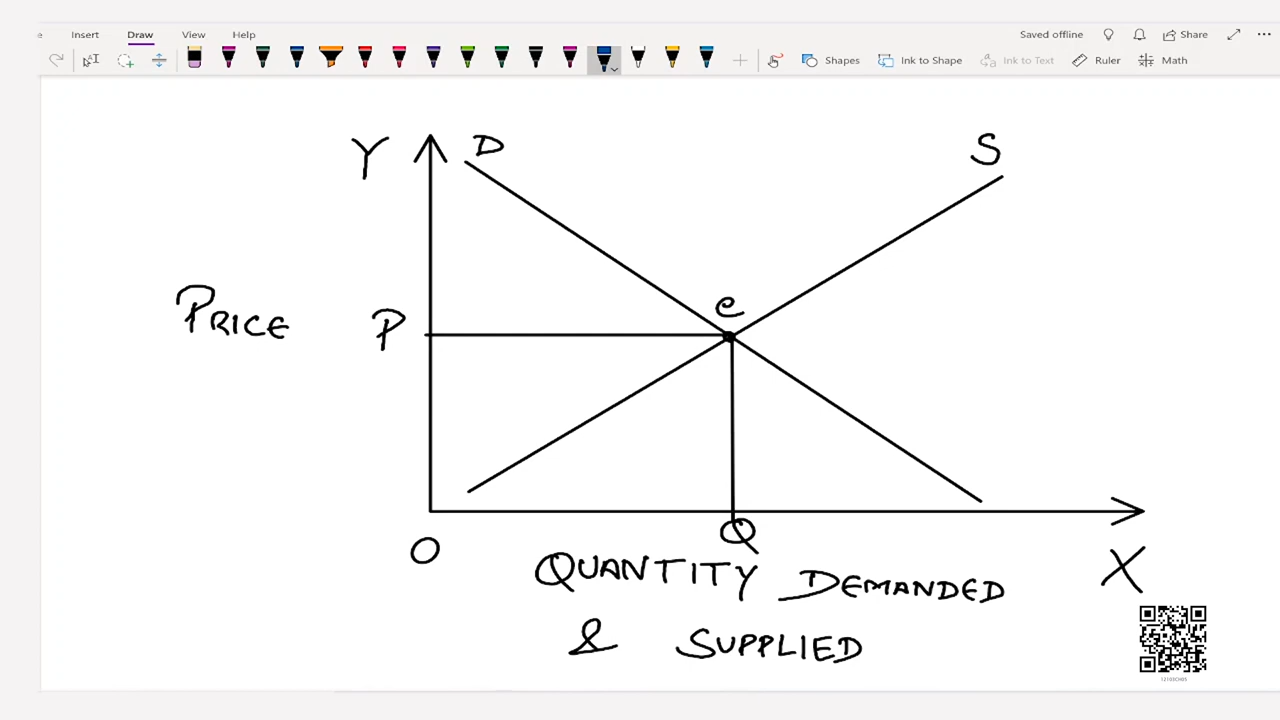 Insert Draw View Help Saved offline Share
Shapes Ink to Shape Ink to Text Ruler Math
Y D S
e
PRICE P
Q
O X
QUANTITY DEMANDED
& SUPPLIED
12103CH05